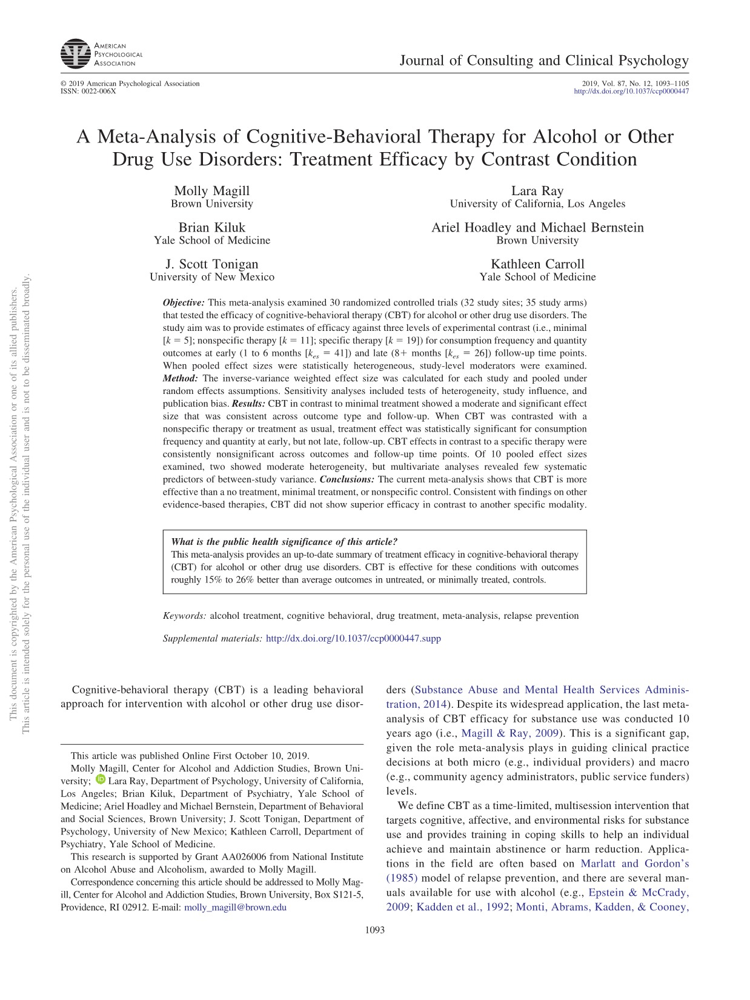 AMERICAN
PSYCHOLOGICAL
ASSOCIATION
Journal of Consulting and Clinical Psychology
© 2019 American Psychological Association
ISSN: 0022-006X
2019, Vol. 87, No. 12, 1093–1105
http://dx.doi.org/10.1037/ccp0000447
A Meta-Analysis of Cognitive-Behavioral Therapy for Alcohol or Other
Drug Use Disorders: Treatment Efficacy by Contrast Condition
Molly Magill
Brown University
Lara Ray
University of California, Los Angeles
Brian Kiluk
Yale School of Medicine
Ariel Hoadley and Michael Bernstein
Brown University
J. Scott Tonigan
University of New Mexico
Kathleen Carroll
Yale School of Medicine
Objective: This meta-analysis examined 30 randomized controlled trials (32 study sites; 35 study arms)
that tested the efficacy of cognitive-behavioral therapy (CBT) for alcohol or other drug use disorders. The
study aim was to provide estimates of efficacy against three levels of experimental contrast (i.e., minimal
[k = 5]; nonspecific therapy [k = 11]; specific therapy [k = 19]) for consumption frequency and quantity
outcomes at early (1 to 6 months [kes = 41]) and late (8+ months [kes = 26]) follow-up time points.
When pooled effect sizes were statistically heterogeneous, study-level moderators were examined.
Method: The inverse-variance weighted effect size was calculated for each study and pooled under
random effects assumptions. Sensitivity analyses included tests of heterogeneity, study influence, and
publication bias. Results: CBT in contrast to minimal treatment showed a moderate and significant effect
size that was consistent across outcome type and follow-up. When CBT was contrasted with a
nonspecific therapy or treatment as usual, treatment effect was statistically significant for consumption
frequency and quantity at early, but not late, follow-up. CBT effects in contrast to a specific therapy were
consistently nonsignificant across outcomes and follow-up time points. Of 10 pooled effect sizes
examined, two showed moderate heterogeneity, but multivariate analyses revealed few systematic
predictors of between-study variance. Conclusions: The current meta-analysis shows that CBT is more
effective than a no treatment, minimal treatment, or nonspecific control. Consistent with findings on other
evidence-based therapies, CBT did not show superior efficacy in contrast to another specific modality.
What is the public health significance of this article?
This meta-analysis provides an up-to-date summary of treatment efficacy in cognitive-behavioral therapy
(CBT) for alcohol or other drug use disorders. CBT is effective for these conditions with outcomes
roughly 15% to 26% better than average outcomes in untreated, or minimally treated, controls.
Keywords: alcohol treatment, cognitive behavioral, drug treatment, meta-analysis, relapse prevention
Supplemental materials: http://dx.doi.org/10.1037/ccp0000447.supp
Cognitive-behavioral therapy (CBT) is a leading behavioral
approach for intervention with alcohol or other drug use disor-
This article was published Online First October 10, 2019.
Molly Magill, Center for Alcohol and Addiction Studies, Brown Uni-
versity; iD Lara Ray, Department of Psychology, University of California,
Los Angeles; Brian Kiluk, Department of Psychiatry, Yale School of
Medicine; Ariel Hoadley and Michael Bernstein, Department of Behavioral
and Social Sciences, Brown University; J. Scott Tonigan, Department of
Psychology, University of New Mexico; Kathleen Carroll, Department of
Psychiatry, Yale School of Medicine.
This research is supported by Grant AA026006 from National Institute
on Alcohol Abuse and Alcoholism, awarded to Molly Magill.
Correspondence concerning this article should be addressed to Molly Mag-
ill, Center for Alcohol and Addiction Studies, Brown University, Box S121-5,
Providence, RI 02912. E-mail: molly_magill@brown.edu
ders (Substance Abuse and Mental Health Services Adminis-
tration, 2014). Despite its widespread application, the last meta-
analysis of CBT efficacy for substance use was conducted 10
years ago (i.e., Magill & Ray, 2009). This is a significant gap,
given the role meta-analysis plays in guiding clinical practice
decisions at both micro (e.g., individual providers) and macro
(e.g., community agency administrators, public service funders)
levels.
We define CBT as a time-limited, multisession intervention that
targets cognitive, affective, and environmental risks for substance
use and provides training in coping skills to help an individual
achieve and maintain abstinence or harm reduction. Applica-
tions in the field are often based on Marlatt and Gordon's
(1985) model of relapse prevention, and there are several man-
uals available for use with alcohol (e.g., Epstein & McCrady,
2009; Kadden et al., 1992; Monti, Abrams, Kadden, & Cooney,
1093
This document is copyrighted by the American Psychological Association or one of its allied publishers.
This article is intended solely for the personal use of the individual user and is not to be disseminated broadly.